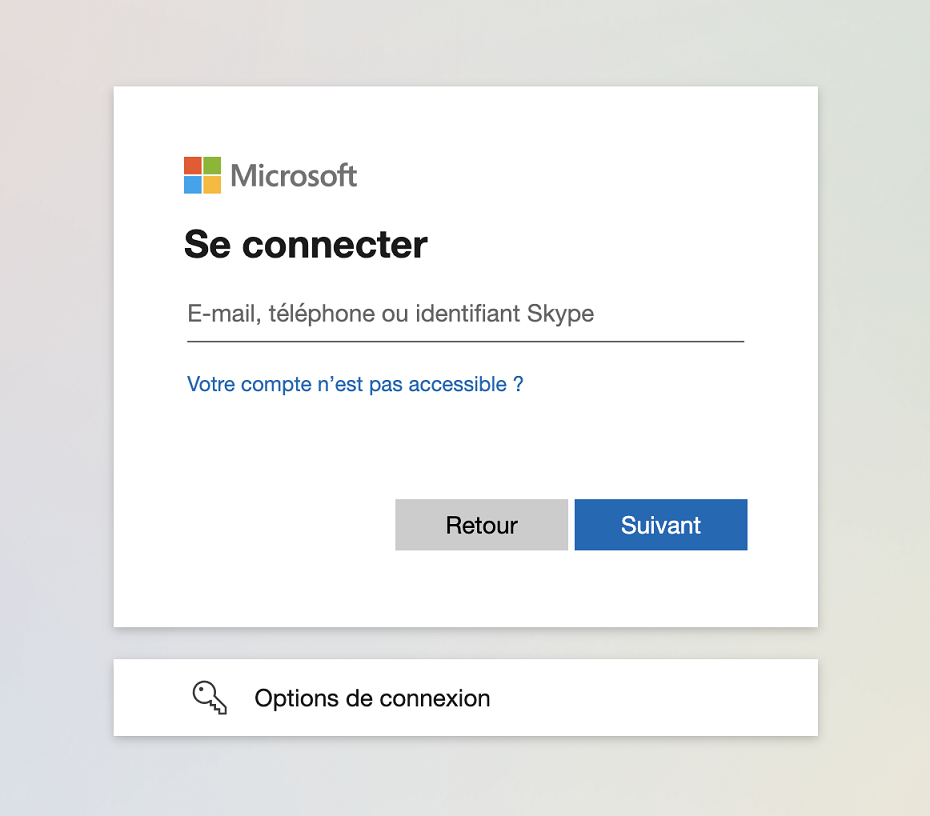 Microsoft
Se connecter
E-mail, téléphone ou identifiant Skype
Votre compte n’est pas accessible ?
Retour
Suivant
Options de connexion